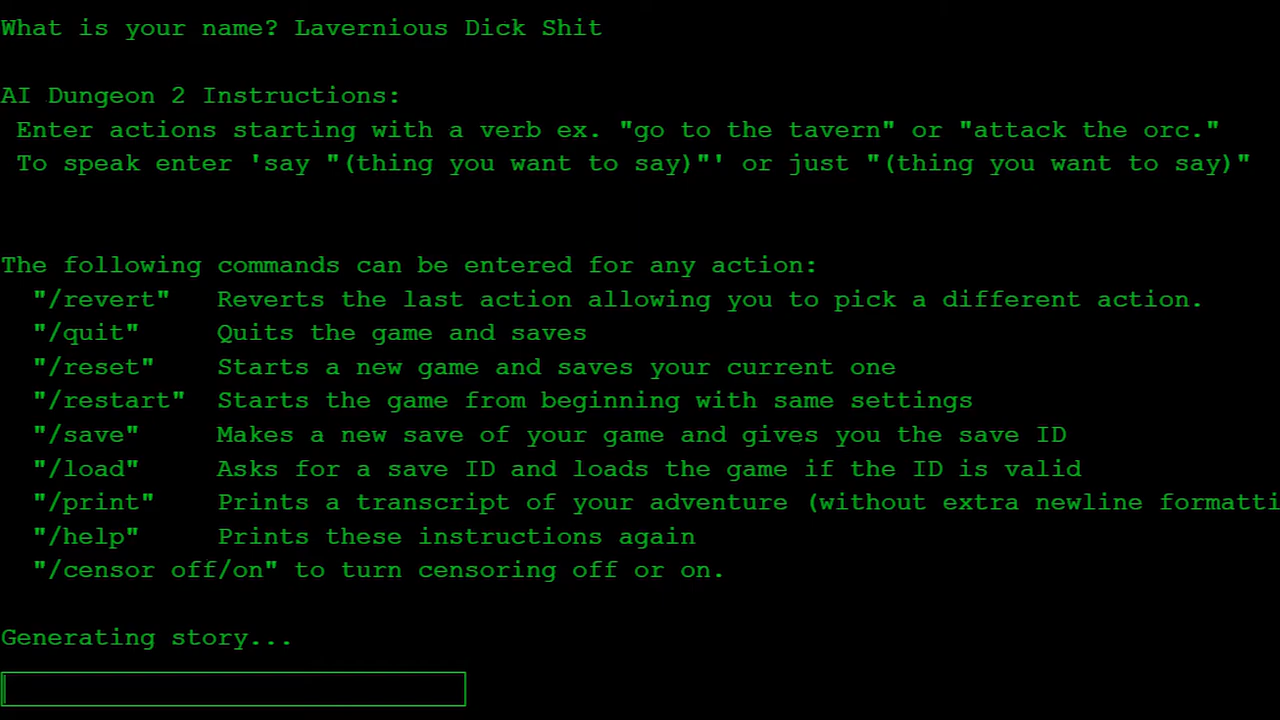 What is your name? Lavernious Dick Shit
AI Dungeon 2 Instructions:
Enter actions starting with a verb ex. "go to the tavern" or "attack the orc."
To speak enter 'say "(thing you want to say)"' or just "(thing you want to say)"
The following commands can be entered for any action:
"/revert" Reverts the last action allowing you to pick a different action.
"/quit" Quits the game and saves
"/reset" Starts a new game and saves your current one
"/restart" Starts the game from beginning with same settings
"/save" Makes a new save of your game and gives you the save ID
"/load" Asks for a save ID and loads the game if the ID is valid
"/print" Prints a transcript of your adventure (without extra newline formatti
"/help" Prints these instructions again
"/censor off/on" to turn censoring off or on.
Generating story...